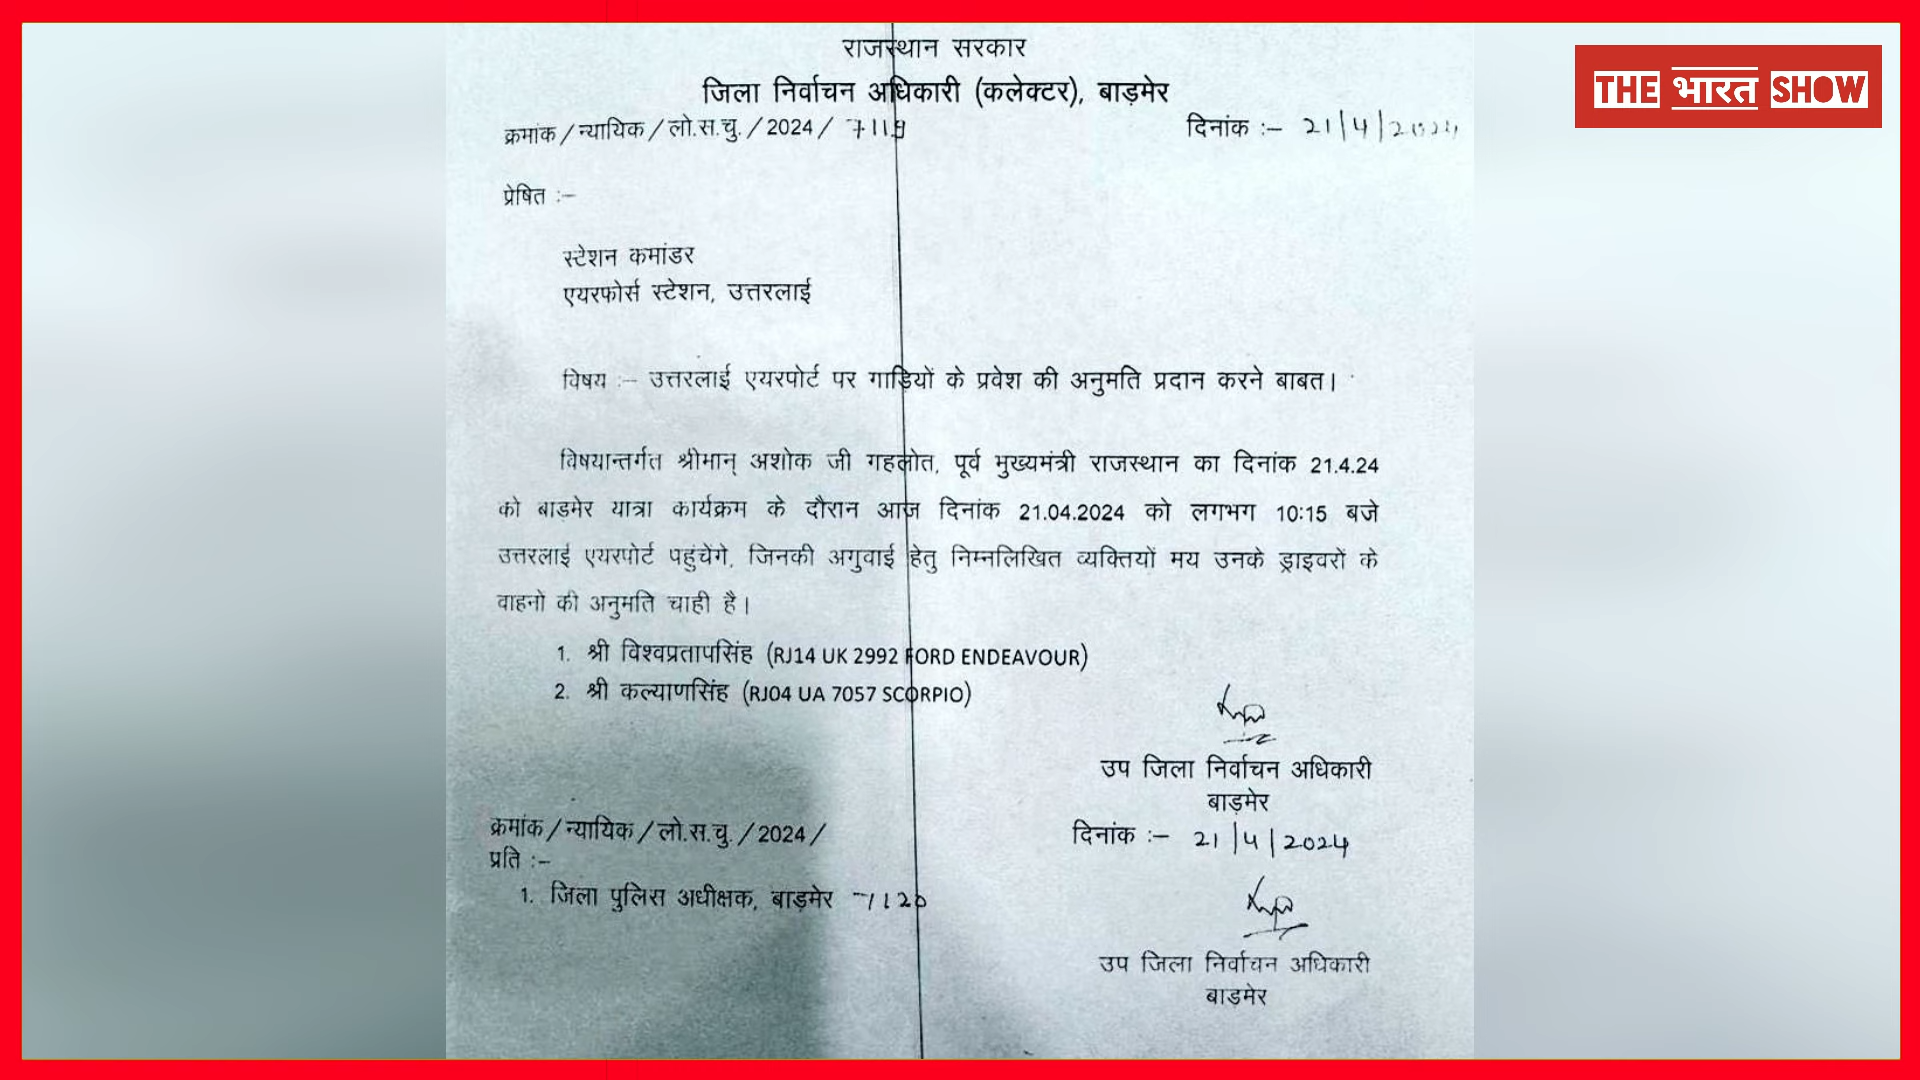 THE भारत SHOW
राजस्थान सरकार
जिला निर्वाचन अधिकारी (कलेक्टर), बाड़मेर
क्रमांक/न्यायिक/लो.स.चु./2024/ 7119
दिनांक :– 21/4/2024
प्रेषित :–
स्टेशन कमांडर
एयरफोर्स स्टेशन, उत्तरलाई
विषय :– उत्तरलाई एयरपोर्ट पर गाड़ियों के प्रवेश की अनुमति प्रदान करने बाबत।
विषयान्तर्गत श्रीमान् अशोक जी गहलोत, पूर्व मुख्यमंत्री राजस्थान का दिनांक 21.4.24
को बाड़मेर यात्रा कार्यक्रम के दौरान आज दिनांक 21.04.2024 को लगभग 10:15 बजे
उत्तरलाई एयरपोर्ट पहुंचेंगे, जिनकी अगुवाई हेतु निम्नलिखित व्यक्तियों मय उनके ड्राइवरों के
वाहनो की अनुमति चाही है।
1. श्री विश्वप्रतापसिंह (RJ14 UK 2992 FORD ENDEAVOUR)
2. श्री कल्याणसिंह (RJ04 UA 7057 SCORPIO)
उप जिला निर्वाचन अधिकारी
बाड़मेर
क्रमांक/न्यायिक/लो.स.चु./2024/
दिनांक :– 21/4/2024
प्रति :–
1. जिला पुलिस अधीक्षक, बाड़मेर 7120
उप जिला निर्वाचन अधिकारी
बाड़मेर